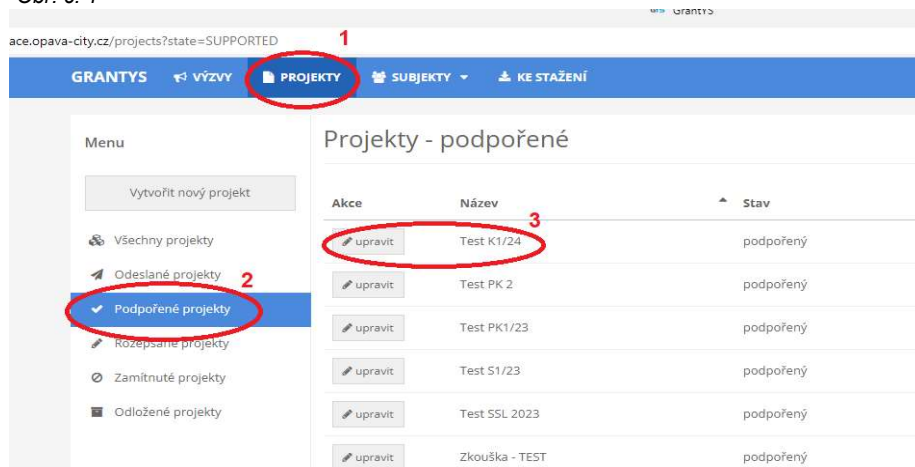 GrantYS
ace.opava-city.cz/projects?state=SUPPORTED
1
GRANTYS VÝZVY PROJEKTY SUBJEKTY KE STAŽENÍ
Menu
Projekty - podpořené
Vytvořit nový projekt
Akce Název Stav
3
Všechny projekty
upravit Test K1/24 podpořený
Odeslané projekty
2
upravit Test PK 2 podpořený
Podpořené projekty
upravit Test PK1/23 podpořený
Rozepsané projekty
Zamítnuté projekty
upravit Test S1/23 podpořený
Odložené projekty
upravit Test SSL 2023 podpořený
upravit Zkouška - TEST podpořený